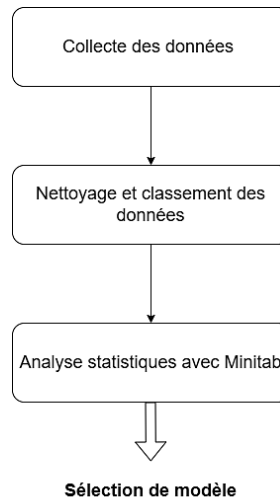 Collecte des données
Nettoyage et classement des
données
Analyse statistiques avec Minitab
Sélection de modèle